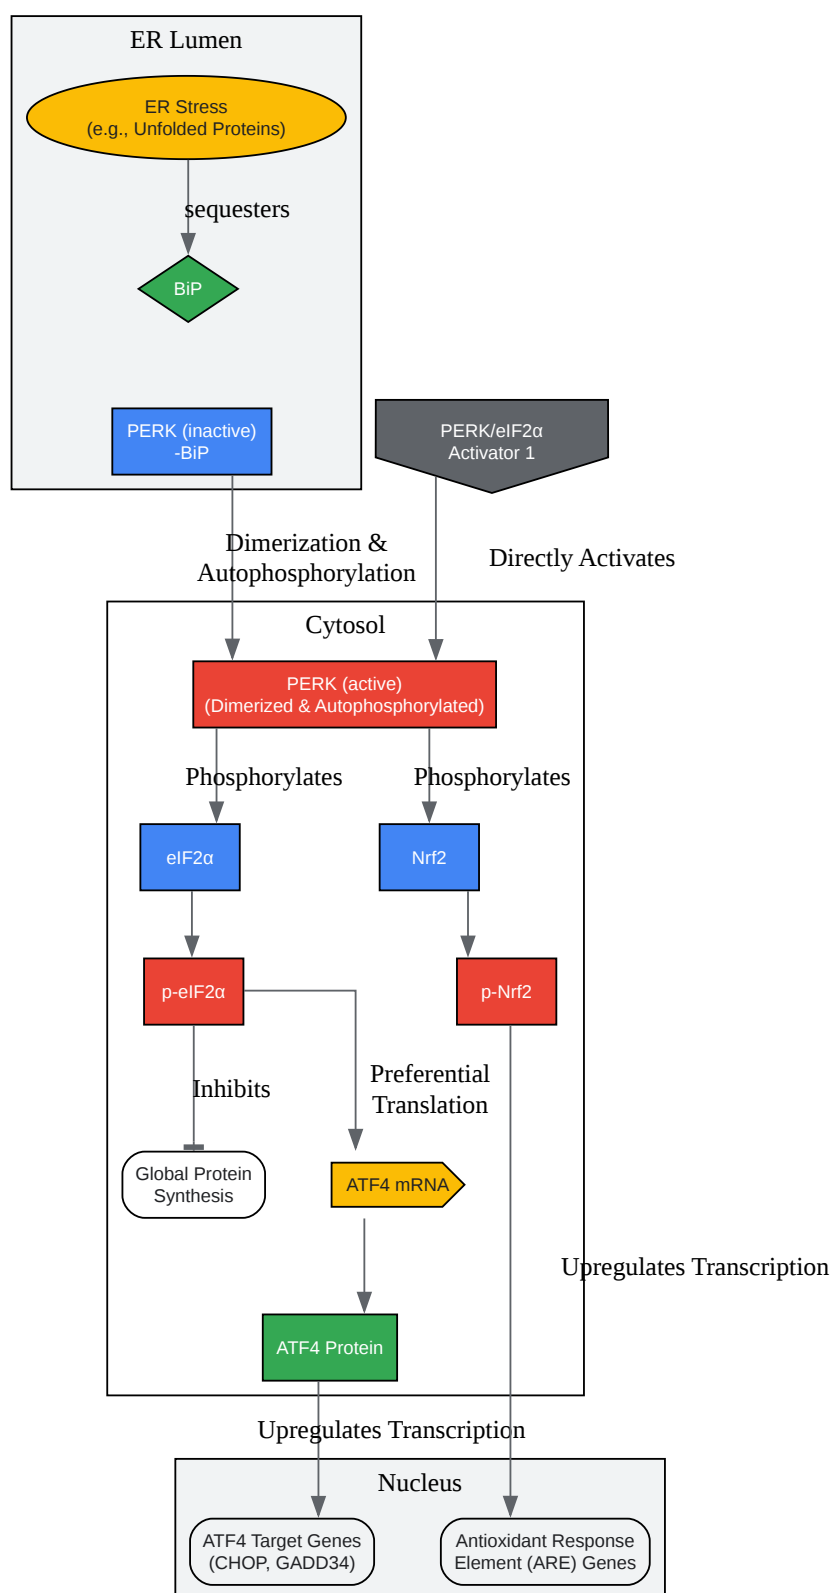 ER Lumen
ER Stress
(e.g., Unfolded Proteins)
sequesters
BiP
PERK (inactive)
-BiP
PERK/eIF2α
Activator 1
Dimerization &
Autophosphorylation
Directly Activates
Cytosol
PERK (active)
(Dimerized & Autophosphorylated)
Phosphorylates
Phosphorylates
eIF2α
Nrf2
p-eIF2α
p-Nrf2
Inhibits
Preferential
Translation
Global Protein
Synthesis
ATF4 mRNA
Upregulates Transcription
ATF4 Protein
Upregulates Transcription
Nucleus
ATF4 Target Genes
(CHOP, GADD34)
Antioxidant Response
Element (ARE) Genes